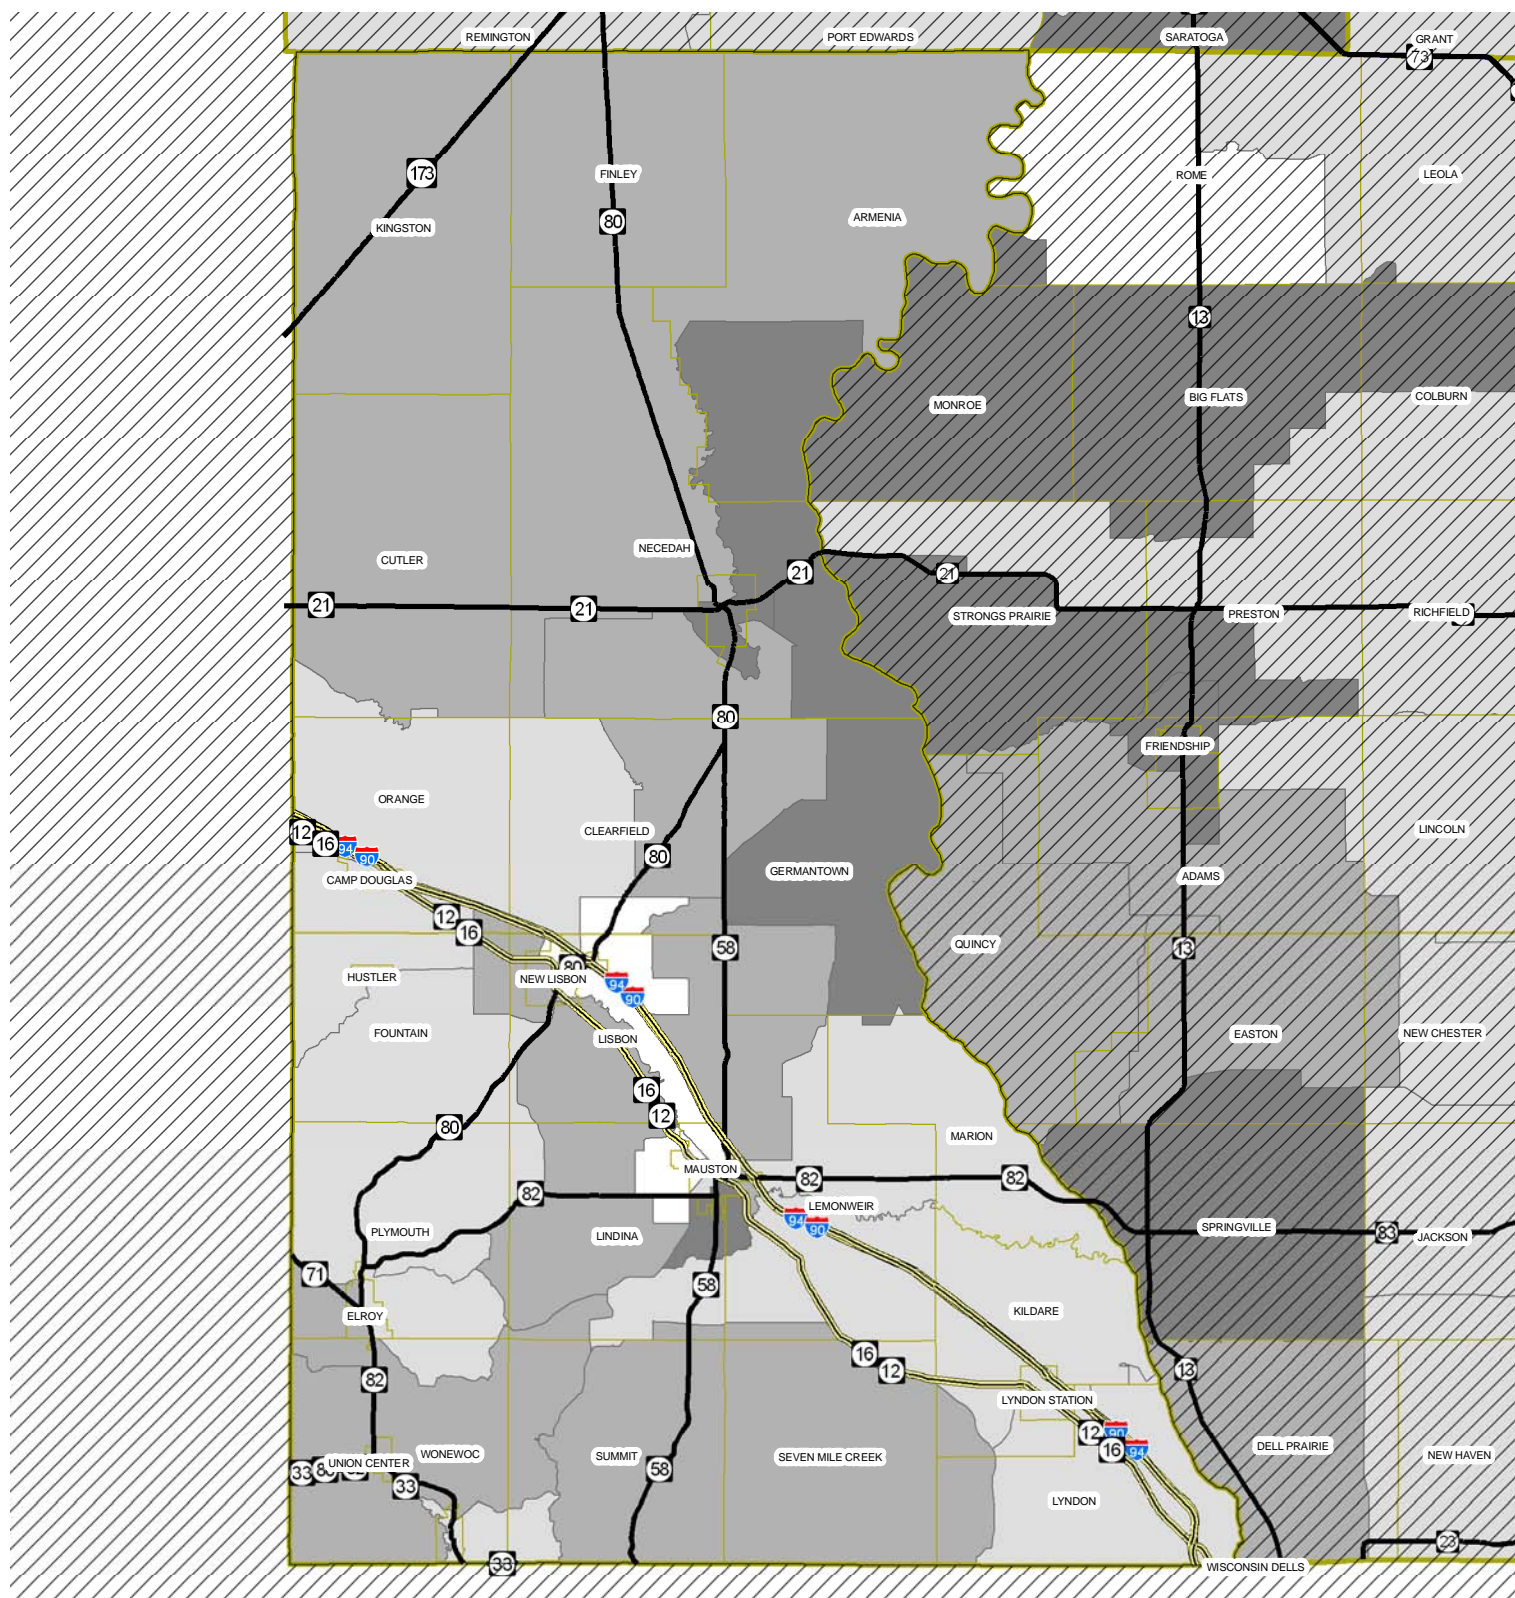 REMINGTON
PORT EDWARDS
SARATOGA
GRANT
73
173
FINLEY
ROME
LEOLA
80
KINGSTON
ARMENIA
13
MONROE
BIG FLATS
COLBURN
NECEDAH
CUTLER
21
21
21
21
STRONGS PRAIRIE
PRESTON
RICHFIELD
80
FRIENDSHIP
ORANGE
CLEARFIELD
LINCOLN
12
16
94
90
80
GERMANTOWN
ADAMS
CAMP DOUGLAS
12
16
58
QUINCY
13
HUSTLER
NEW LISBON
80
94
90
FOUNTAIN
LISBON
EASTON
NEW CHESTER
16
12
80
MARION
MAUSTON
82
82
82
LEMONWEIR
94
90
PLYMOUTH
LINDINA
SPRINGVILLE
83
JACKSON
71
58
ELROY
KILDARE
16
12
13
82
LYNDON STATION
12
90
16
94
WONEWOC
SUMMIT
SEVEN MILE CREEK
DELL PRAIRIE
NEW HAVEN
33
80
UNION CENTER
33
58
LYNDON
33
23
WISCONSIN DELLS